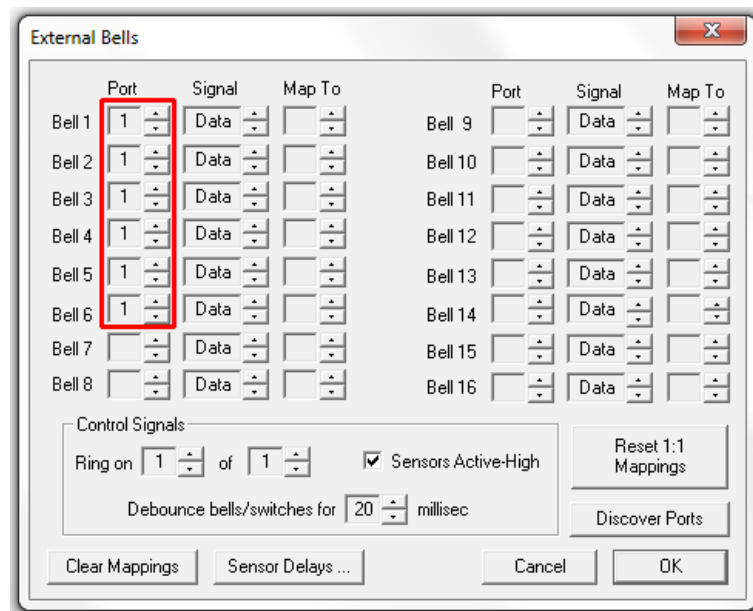 External Bells
Port Signal Map To Port Signal Map To
Bell 1 1 Data Bell 9 Data
Bell 2 1 Data Bell 10 Data
Bell 3 1 Data Bell 11 Data
Bell 4 1 Data Bell 12 Data
Bell 5 1 Data Bell 13 Data
Bell 6 1 Data Bell 14 Data
Bell 7 Data Bell 15 Data
Bell 8 Data Bell 16 Data
Control Signals
Ring on 1 of 1 Sensors Active-High
Debounce bells/switches for 20 millisec
Reset 1:1
Mappings
Discover Ports
Clear Mappings Sensor Delays ... Cancel OK